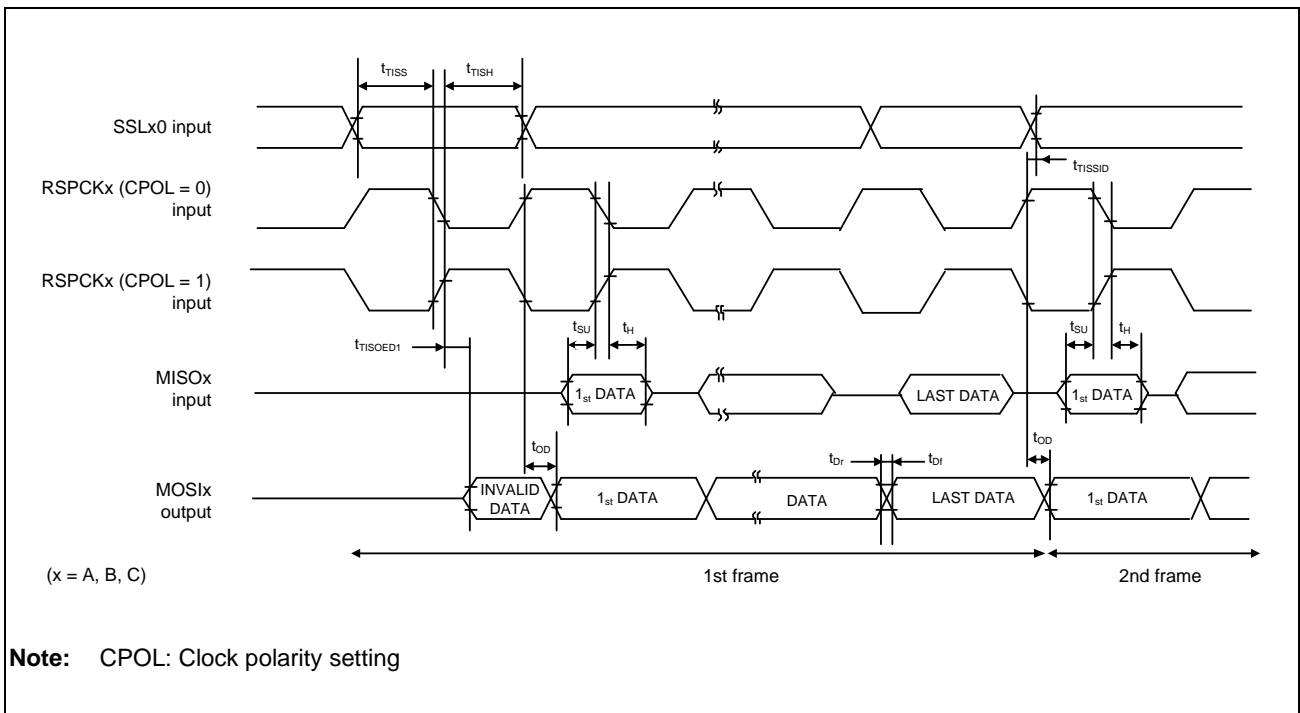 tTISS
tTISH
SSLx0 input
tTISSID
RSPCKx (CPOL = 0)
input
RSPCKx (CPOL = 1)
input
tSU
tH
tSU
tH
tTISOED1
MISOx
input
1st DATA
LAST DATA
1st DATA
tOD
tDr
tDf
tOD
MOSIx
output
INVALID
DATA
1st DATA
DATA
LAST DATA
1st DATA
(x = A, B, C)
1st frame
2nd frame
Note: CPOL: Clock polarity setting